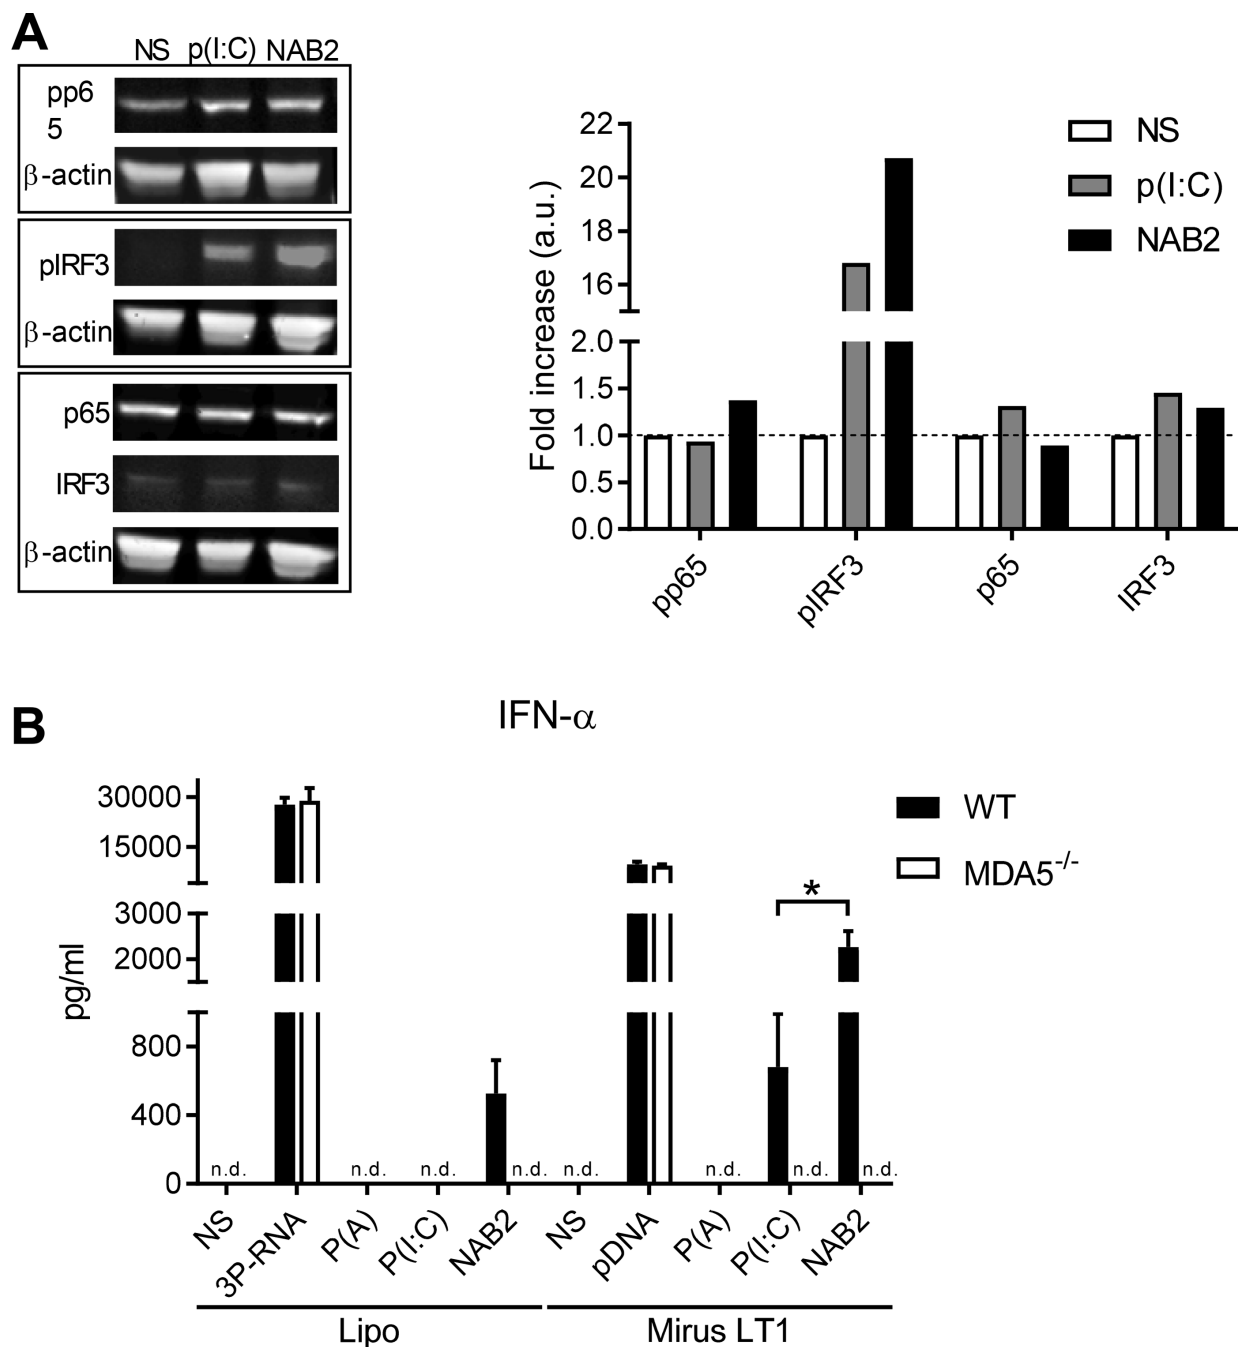 A
NS p(I:C) NAB2
pp6
5
β-actin
pIRF3
β-actin
p65
IRF3
β-actin
Fold increase (a.u.)
22
20
18
16
2.0
1.5
1.0
0.5
0.0
pp65 pIRF3 p65 IRF3
NS
p(I:C)
NAB2
B
IFN-α
pg/ml
30000
15000
3000
2000
800
400
0
*
WT
MDA5-/-
n.d. n.d. n.d. n.d. n.d. n.d. n.d. n.d.
NS 3P-RNA P(A) P(I:C) NAB2 NS pDNA P(A) P(I:C) NAB2
Lipo Mirus LT1